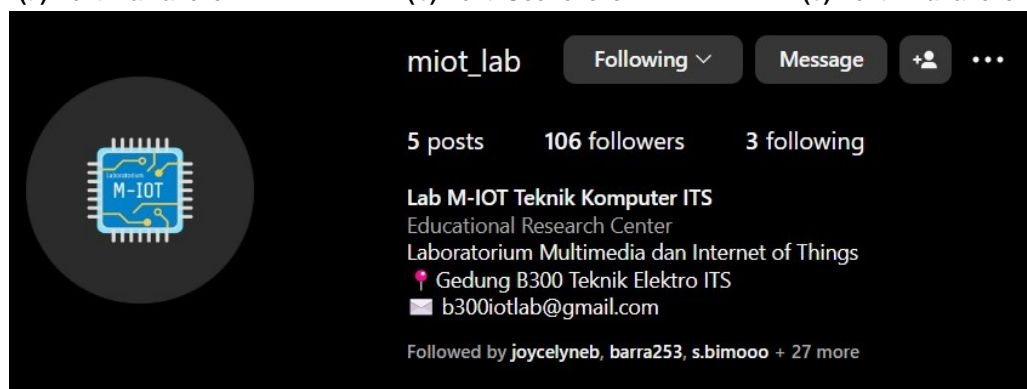 miot_lab Following Message
5 posts 106 followers 3 following
Laboratorium
M-IOT
Lab M-IOT Teknik Komputer ITS
Educational Research Center
Laboratorium Multimedia dan Internet of Things
📍 Gedung B300 Teknik Elektro ITS
✉️ b300iotlab@gmail.com
Followed by joycelyneb, barra253, s.bimooo + 27 more